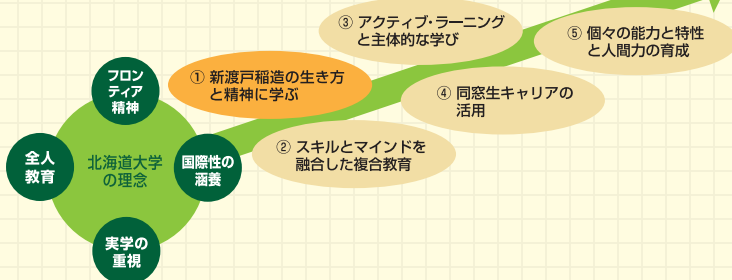 フロン
ティア
精神
全人
教育
北海道大学
の理念
国際性の
涵養
実学の
重視
① 新渡戸稲造の生き方
と精神に学ぶ
② スキルとマインドを
融合した複合教育
③ アクティブ・ラーニング
と主体的な学び
④ 同窓生キャリアの
活用
⑤ 個々の能力と特性
と人間力の育成